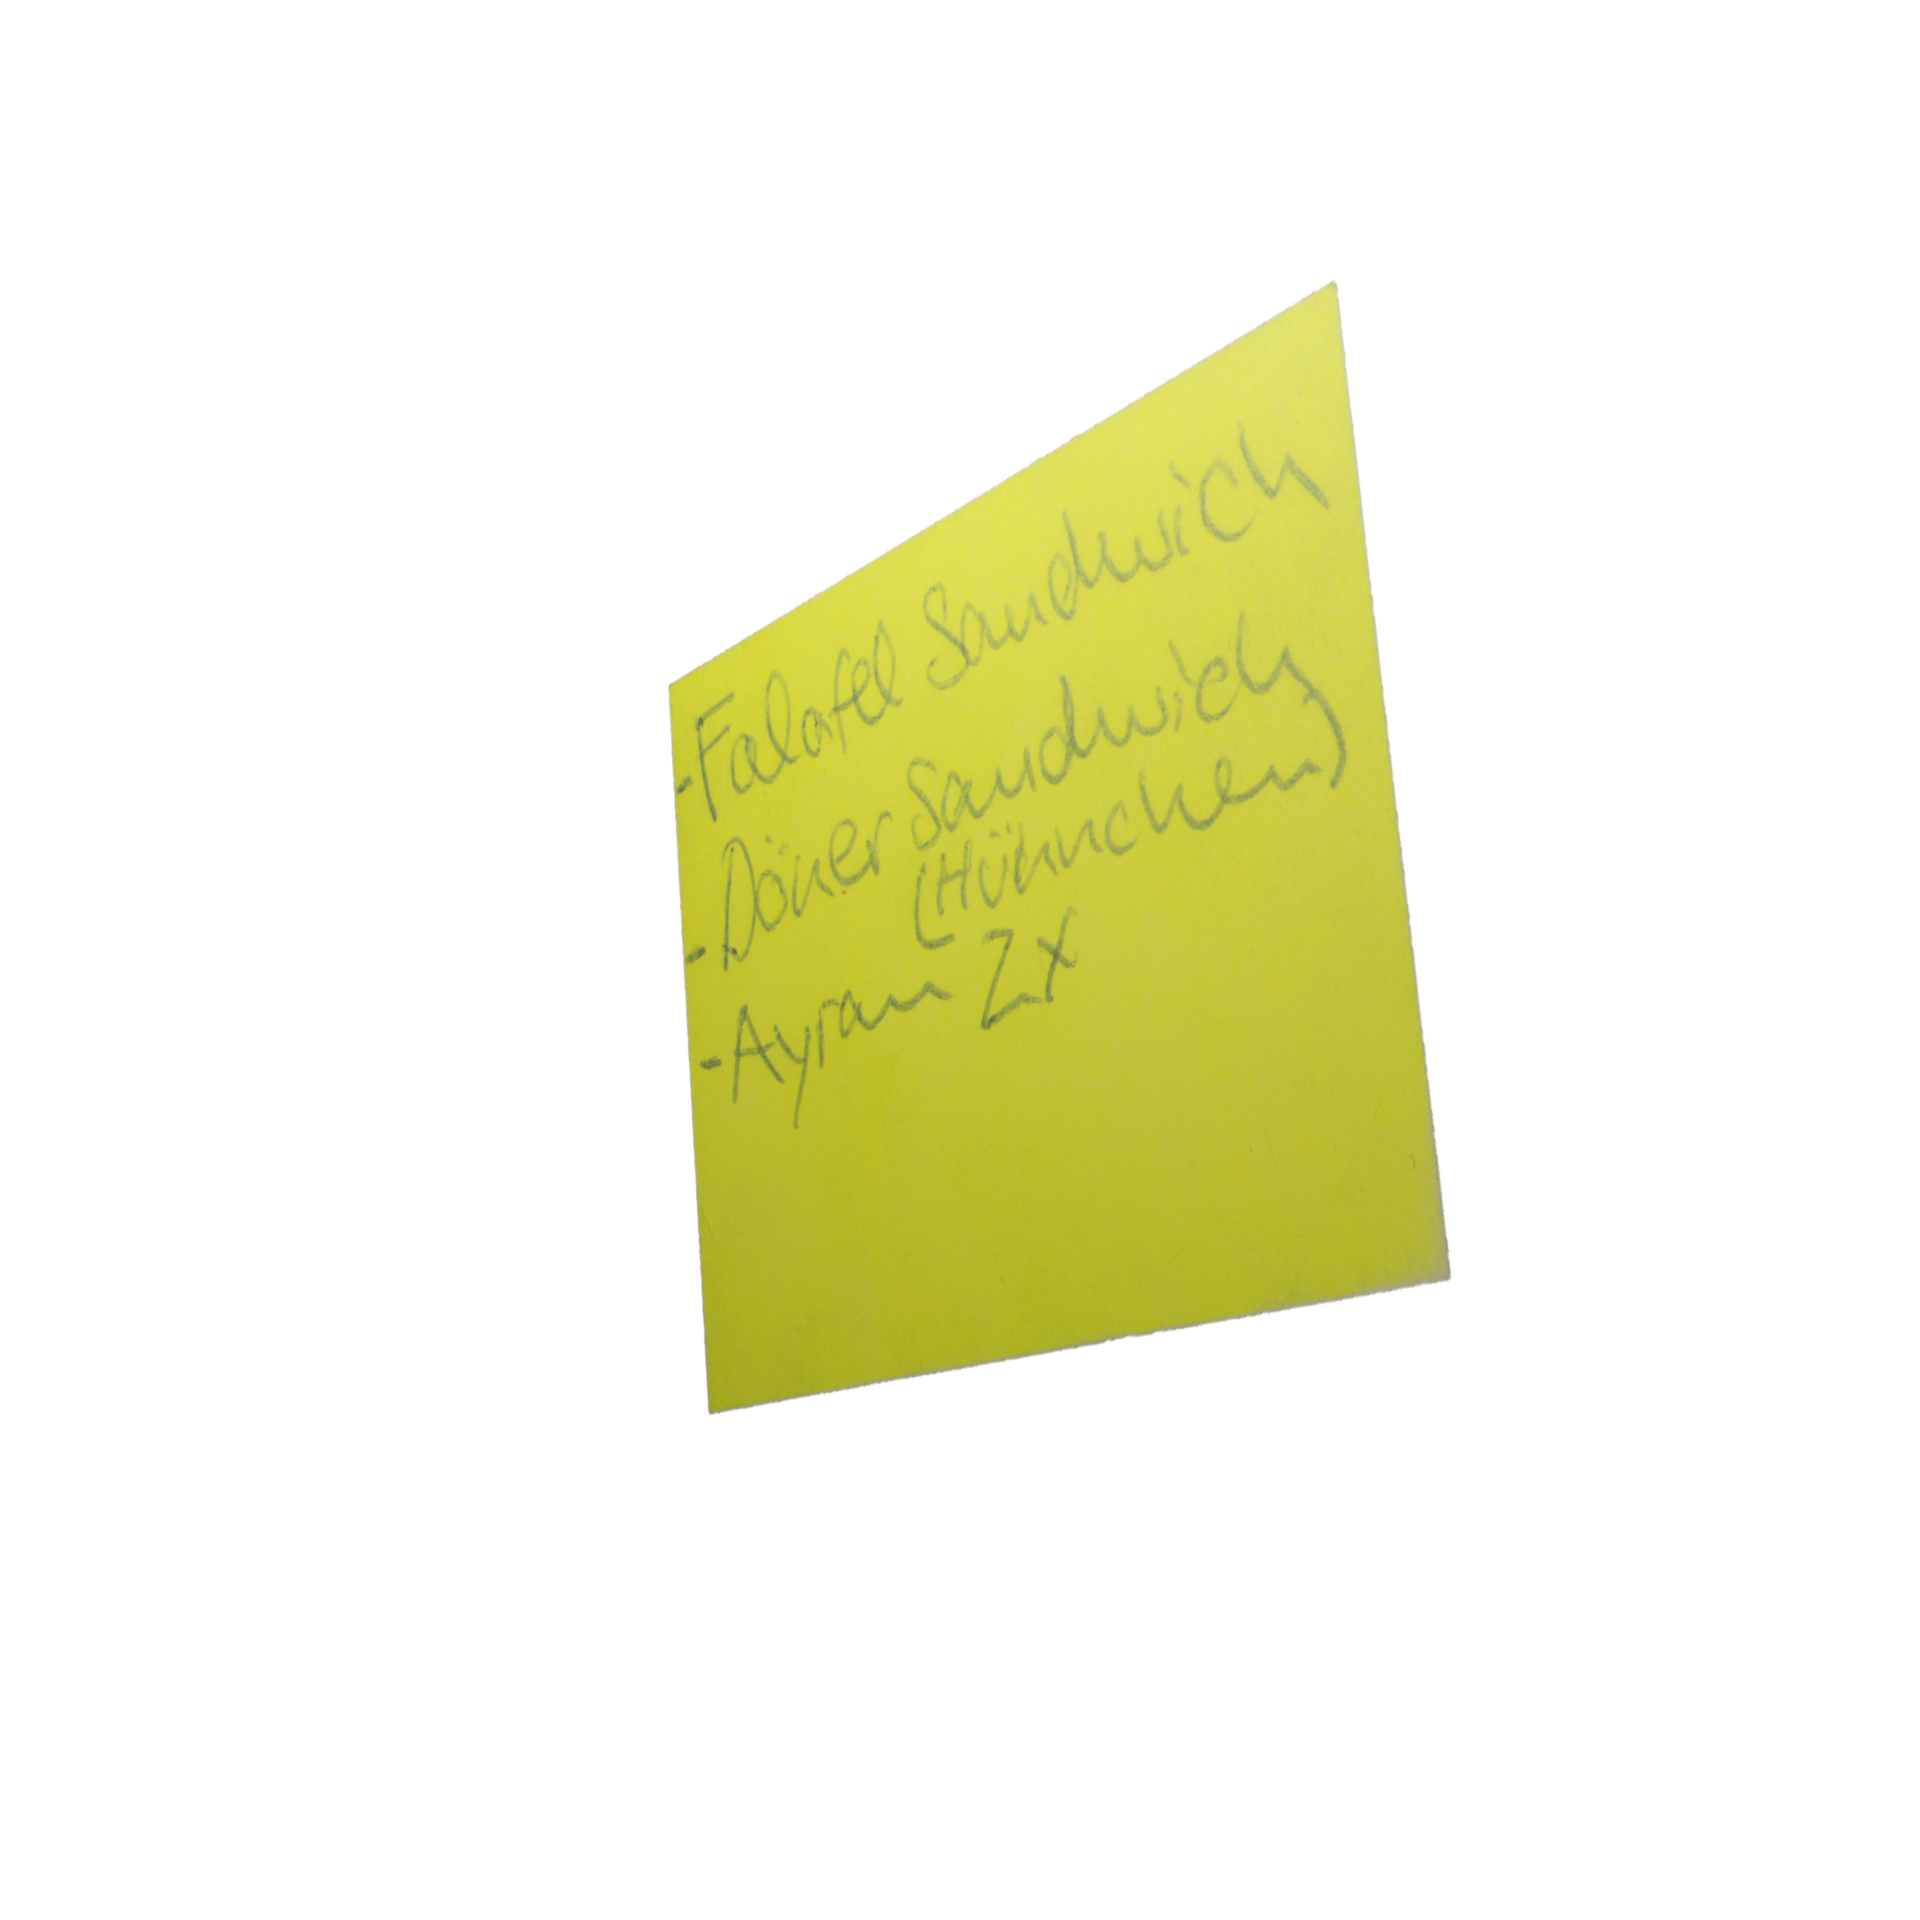 - Falafel Sandwich
- Döner Sandwich
(Hühnchen)
- Ayran 2x